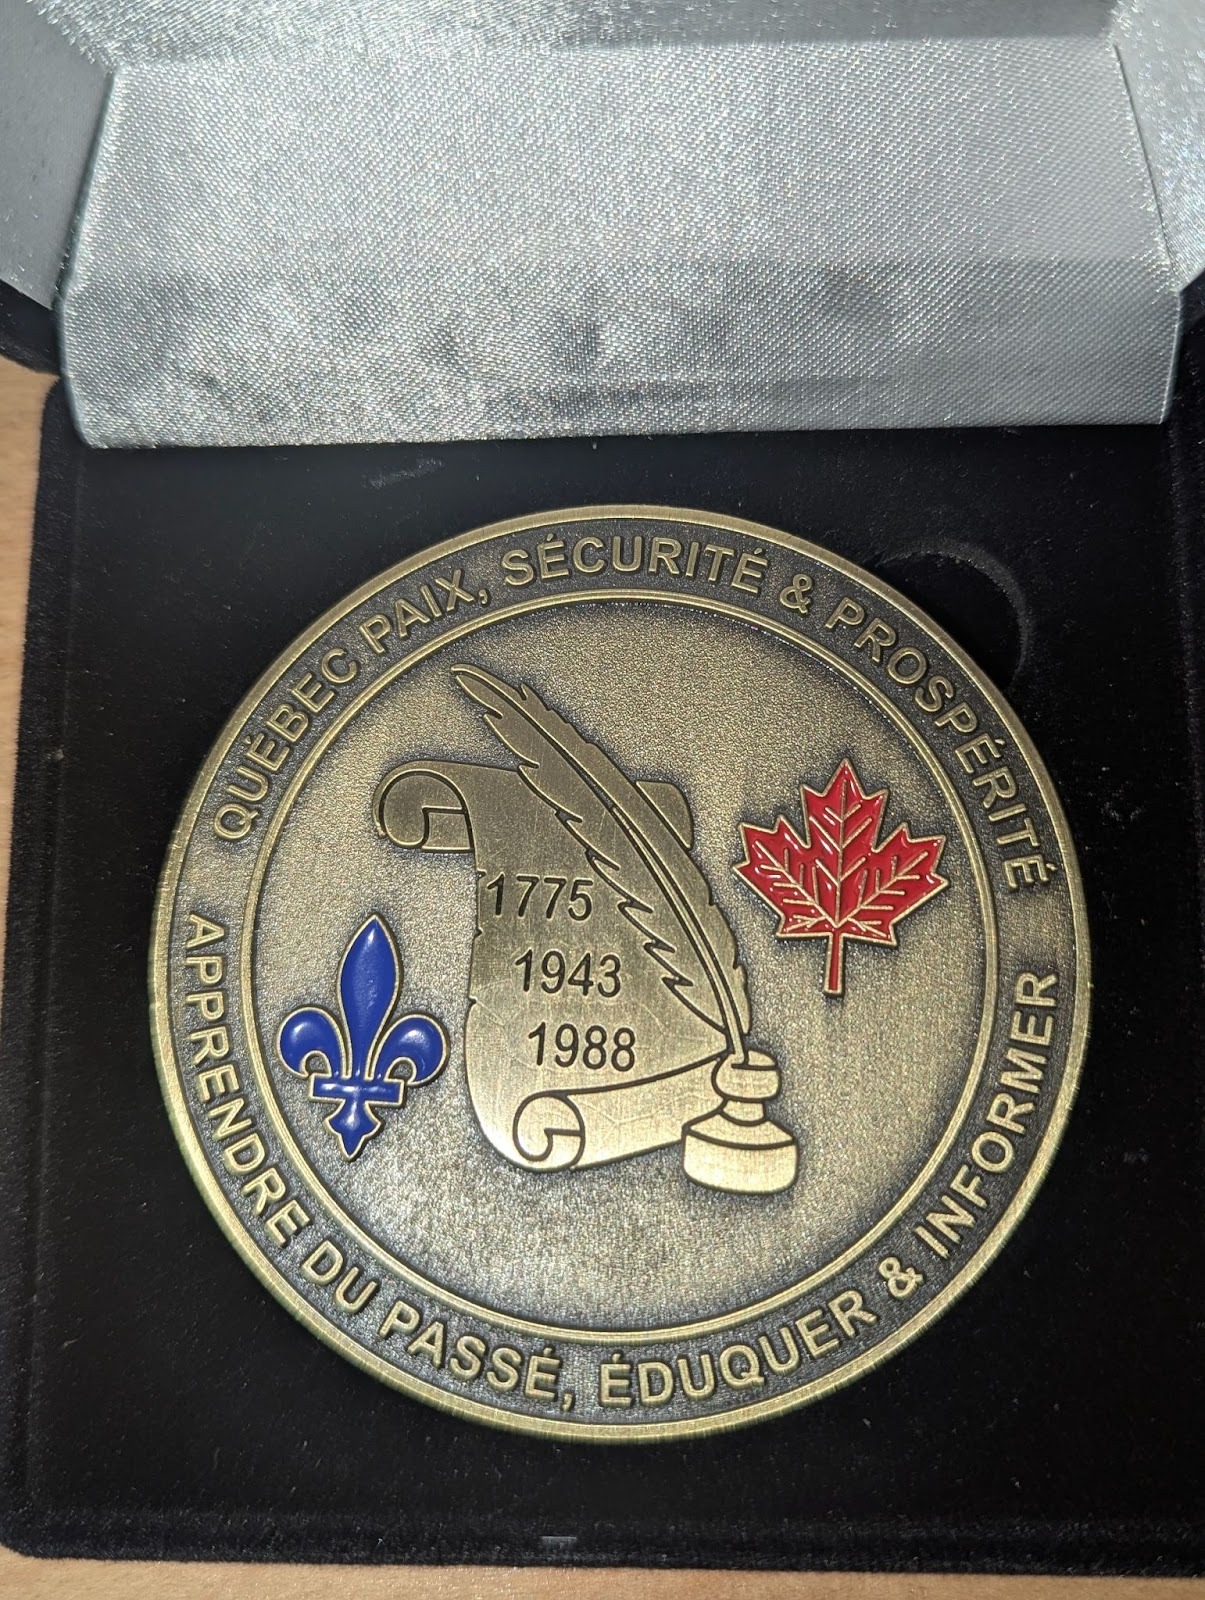 QUÉBEC PAIX, SÉCURITÉ & PROSPÉRITÉ
1775
1943
1988
APPRENDRE DU PASSÉ, ÉDUQUER & INFORMER